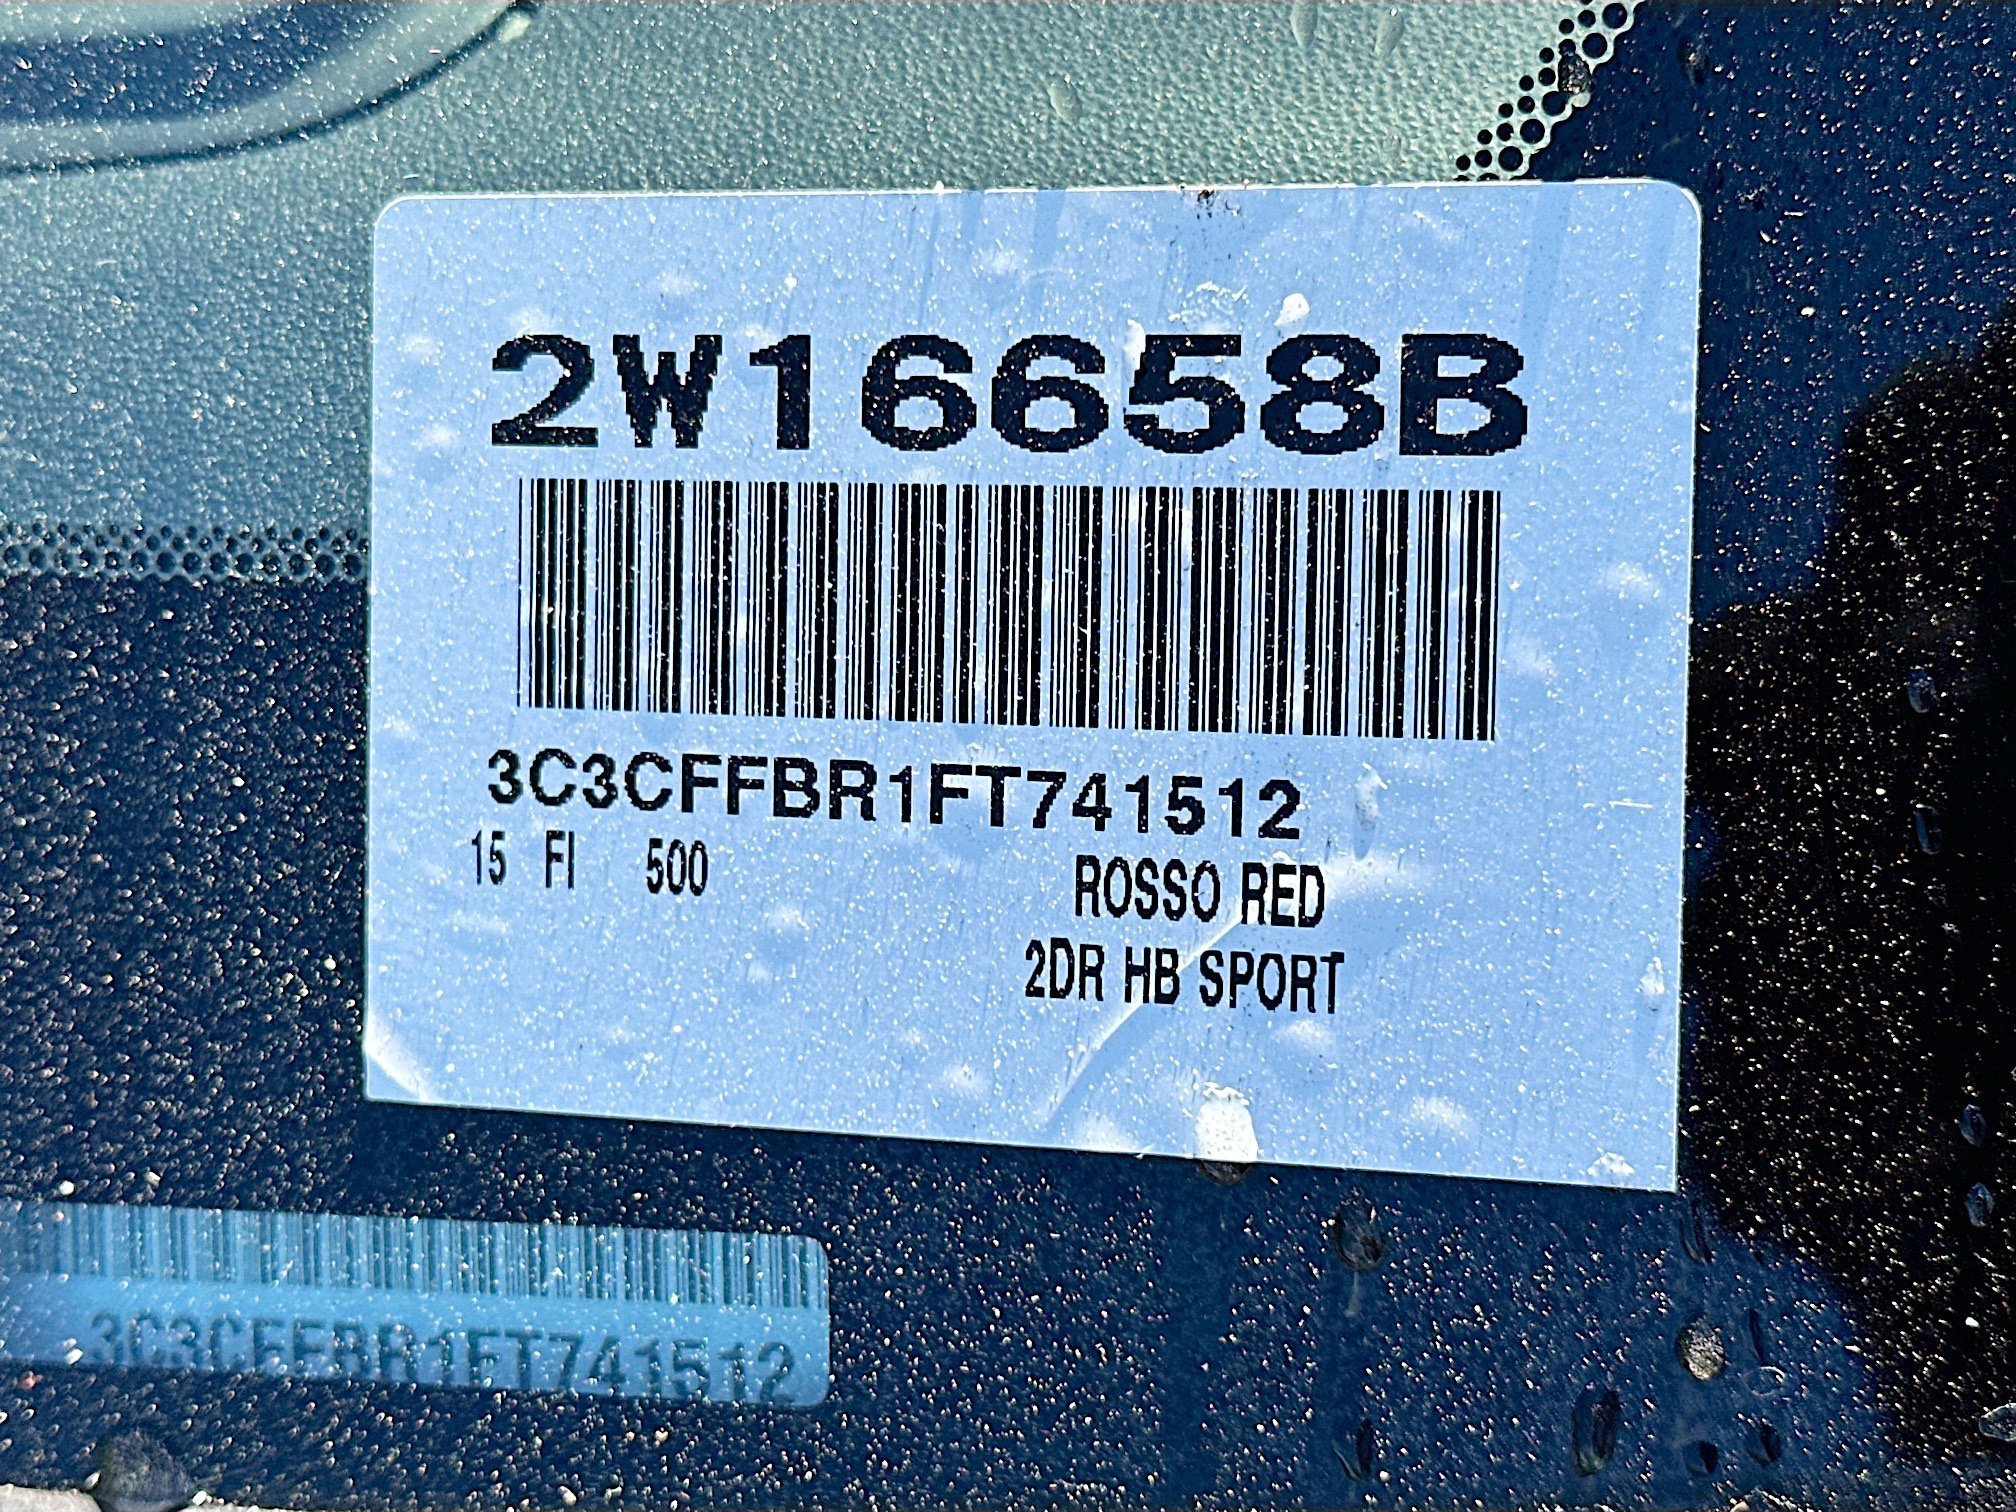 2W16658B
3C3CFFBR1FT741512
15 FI 500 ROSSO RED
2DR HB SPORT
3C3CFFBR1FT741512